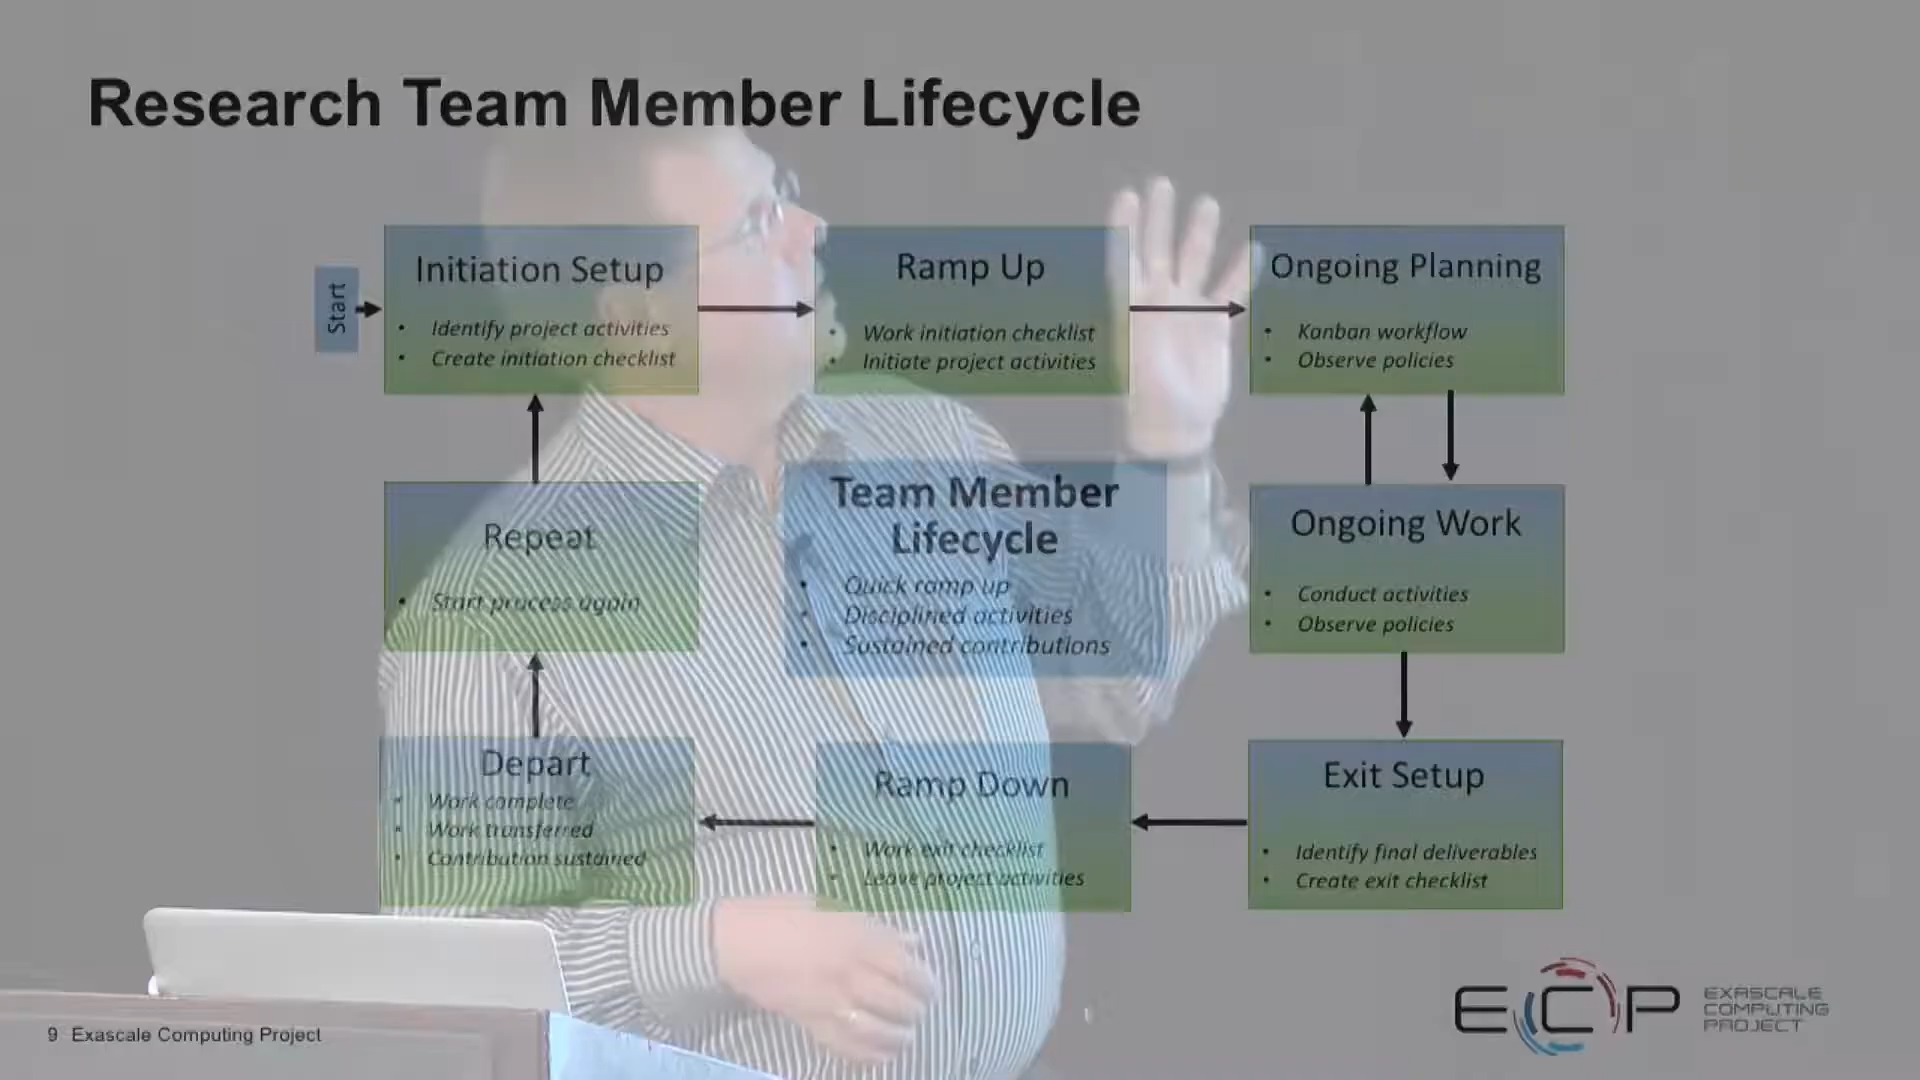 Research Team Member Lifecycle
Start
Initiation Setup
• Identify project activities
• Create initiation checklist
Ramp Up
• Work initiation checklist
• Initiate project activities
Ongoing Planning
• Kanban workflow
• Observe policies
Repeat
• Start process again
Team Member
Lifecycle
• Quick ramp up
• Disciplined activities
• Sustained contributions
Ongoing Work
• Conduct activities
• Observe policies
Depart
• Work complete
• Work transferred
• Contribution sustained
Ramp Down
• Work exit checklist
• Leave project activities
Exit Setup
• Identify final deliverables
• Create exit checklist
9 Exascale Computing Project
ECP
EXASCALE
COMPUTING
PROJECT